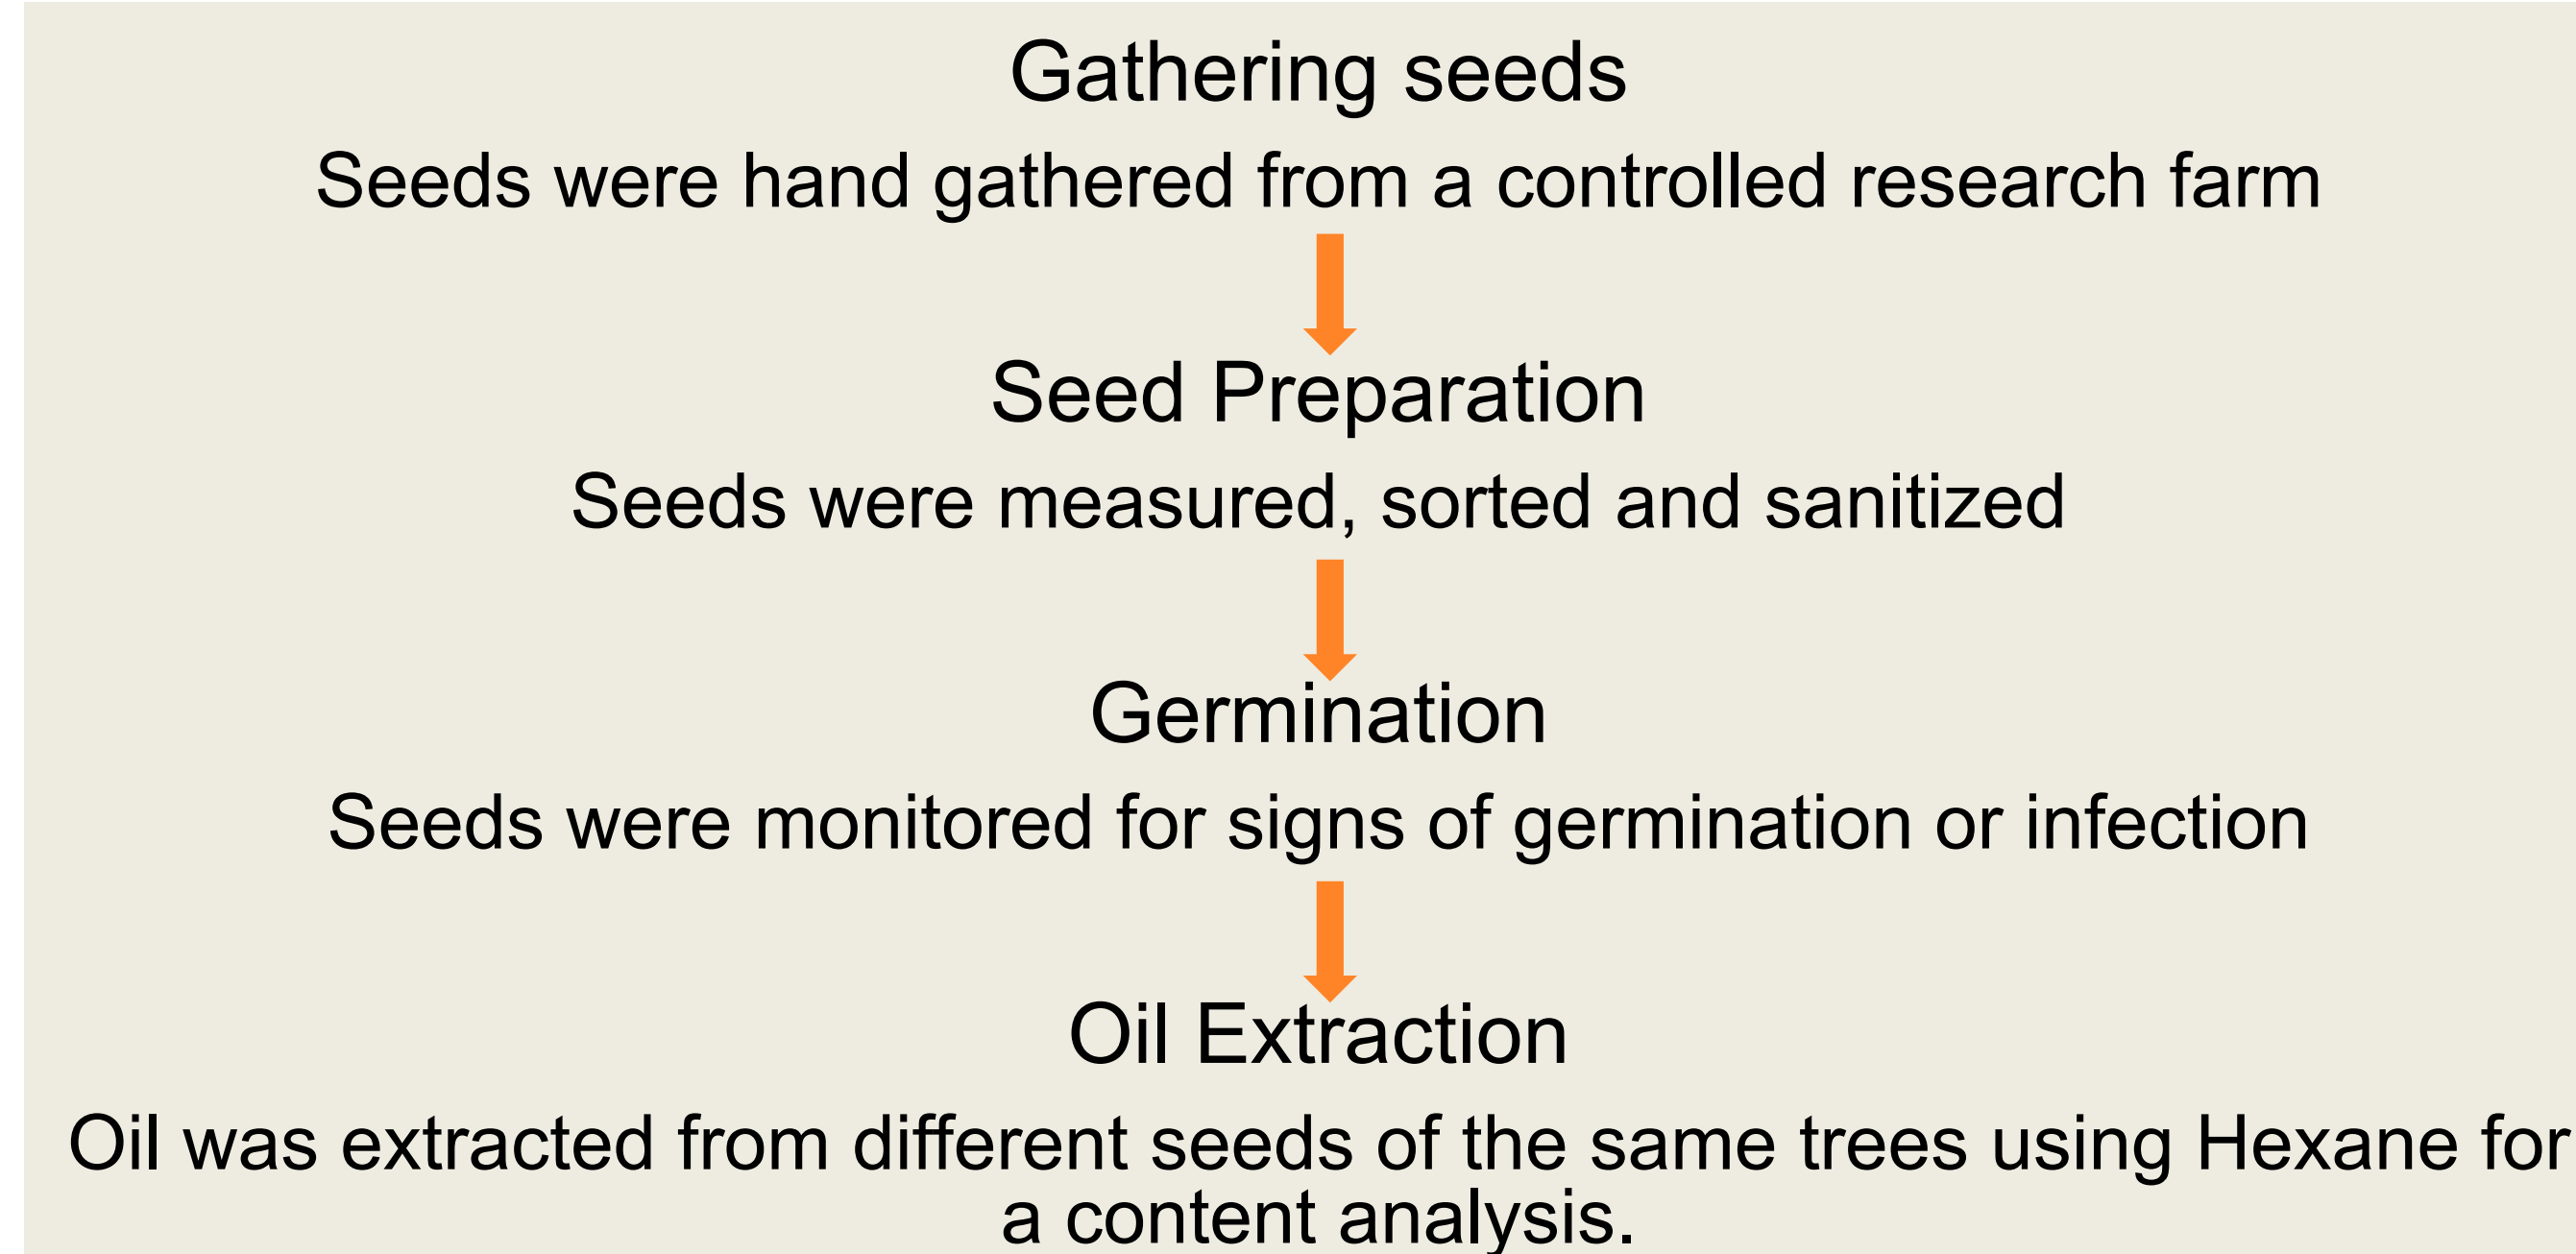 Gathering seeds
Seeds were hand gathered from a controlled research farm
Seed Preparation
Seeds were measured, sorted and sanitized
Germination
Seeds were monitored for signs of germination or infection
Oil Extraction
Oil was extracted from different seeds of the same trees using Hexane for
a content analysis.